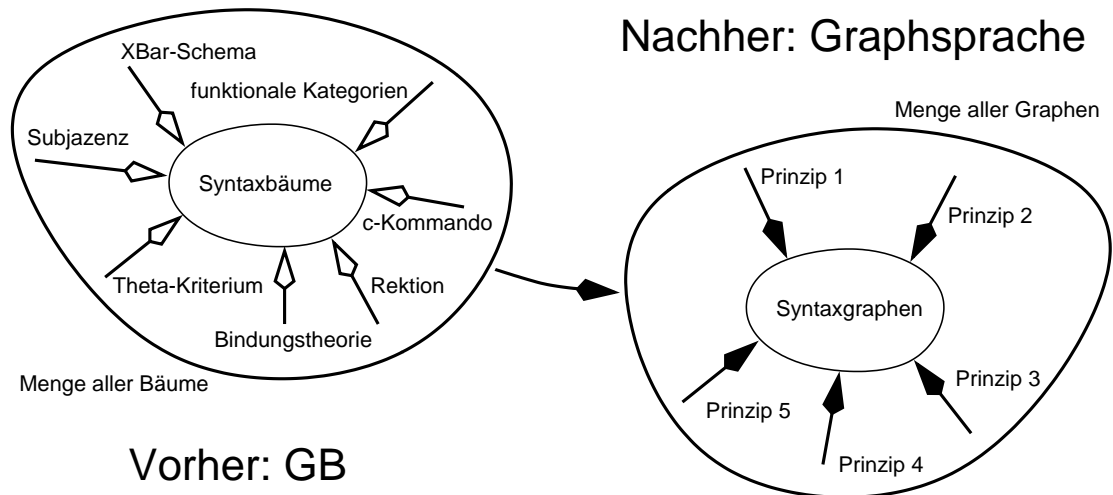 Nachher: Graphsprache
XBar-Schema
funktionale Kategorien
Subjazenz
Syntaxbäume
c-Kommando
Theta-Kriterium
Rektion
Bindungstheorie
Menge aller Bäume
Vorher: GB
Menge aller Graphen
Prinzip 1
Prinzip 2
Syntaxgraphen
Prinzip 3
Prinzip 5
Prinzip 4